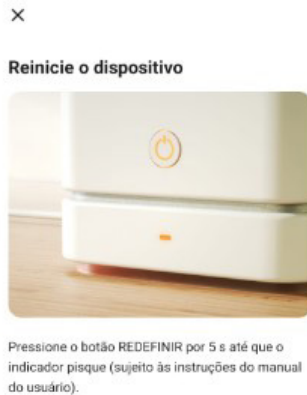 Reinicie o dispositivo
Pressione o botão REDEFINIR por 5 s até que o
indicador pisque (sujeito às instruções do manual
do usuário).